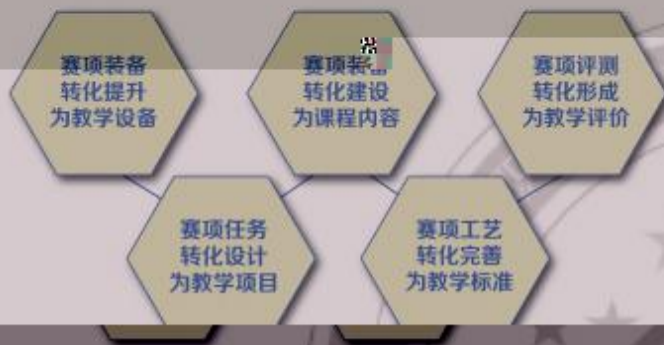 赛项装备
转化提升
为教学设备
赛项装
转化建设
为课程内容
赛项评测
转化形成
为教学评价
赛项任务
转化设计
为教学项目
赛项工艺
转化完善
为教学标准